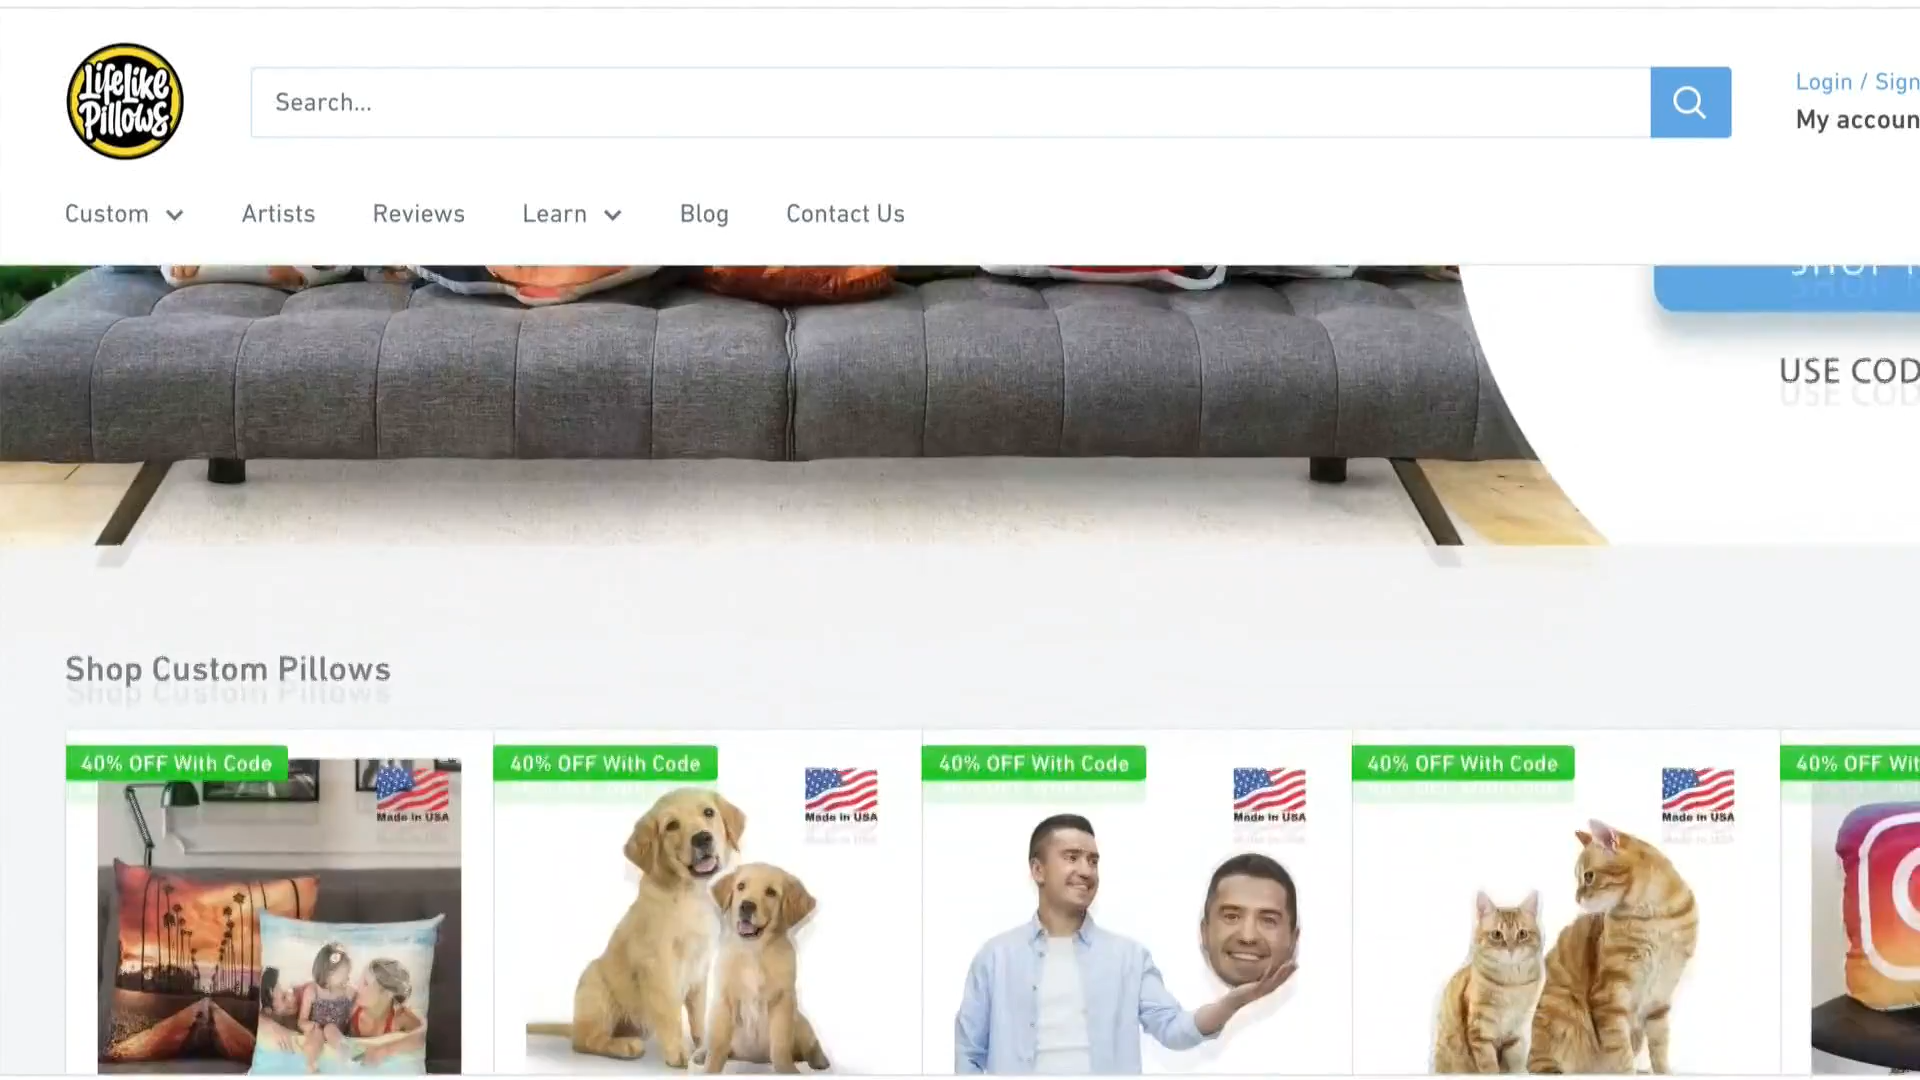 LifeLike
Pillows
Search...
Login / Sign
My accoun
Custom
Artists
Reviews
Learn
Blog
Contact Us
USE COD
Shop Custom Pillows
40% OFF With Code
Made in USA
40% OFF With Code
Made in USA
40% OFF With Code
Made in USA
40% OFF With Code
Made in USA
40% OFF Wit